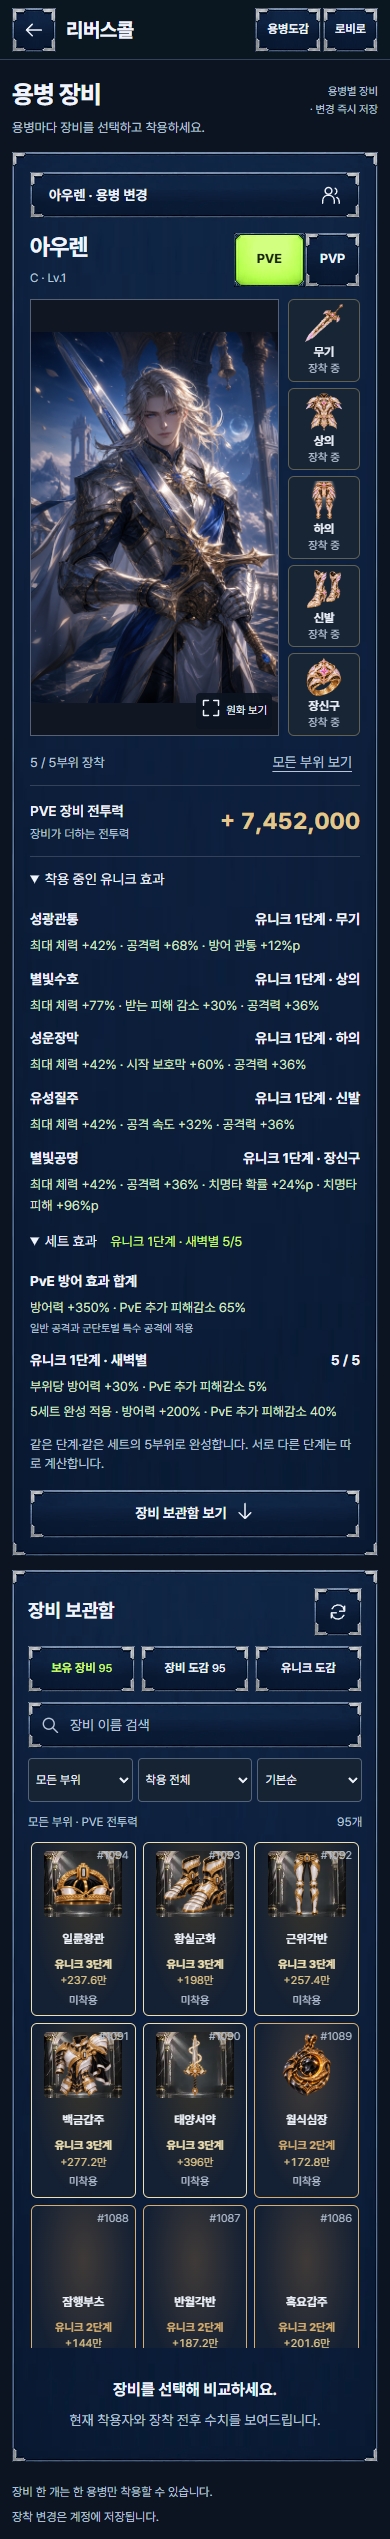 리버스콜
용병도감
로비로
용병 장비
용병별 장비
· 변경 즉시 저장
용병마다 장비를 선택하고 착용하세요.
아우렌 · 용병 변경
아우렌
C · Lv.1
PVE
PVP
무기
장착 중
상의
장착 중
하의
장착 중
신발
장착 중
장신구
장착 중
원화 보기
5 / 5부위 장착
모든 부위 보기
PVE 장비 전투력
장비가 더하는 전투력
+ 7,452,000
▼ 착용 중인 유니크 효과
성광관통 유니크 1단계 · 무기
최대 체력 +42% · 공격력 +68% · 방어 관통 +12%p
별빛수호 유니크 1단계 · 상의
최대 체력 +77% · 받는 피해 감소 +30% · 공격력 +36%
성운장막 유니크 1단계 · 하의
최대 체력 +42% · 시작 보호막 +60% · 공격력 +36%
유성질주 유니크 1단계 · 신발
최대 체력 +42% · 공격 속도 +32% · 공격력 +36%
별빛공명 유니크 1단계 · 장신구
최대 체력 +42% · 공격력 +36% · 치명타 확률 +24%p · 치명타
피해 +96%p
▼ 세트 효과 유니크 1단계 · 새벽별 5/5
PvE 방어 효과 합계
방어력 +350% · PvE 추가 피해감소 65%
일반 공격과 군단토벌 특수 공격에 적용
유니크 1단계 · 새벽별 5 / 5
부위당 방어력 +30% · PvE 추가 피해감소 5%
5세트 완성 적용 · 방어력 +200% · PvE 추가 피해감소 40%
같은 단계·같은 세트의 5부위로 완성합니다. 서로 다른 단계는 따
로 계산합니다.
장비 보관함 보기 ↓
장비 보관함
보유 장비 95
장비 도감 95
유니크 도감
장비 이름 검색
모든 부위
착용 전체
기본순
모든 부위 · PVE 전투력
95개
#1094
일륜왕관
유니크 3단계
+237.6만
미착용
#1093
황실군화
유니크 3단계
+198만
미착용
#1092
근위각반
유니크 3단계
+257.4만
미착용
#1091
백금갑주
유니크 3단계
+277.2만
미착용
#1090
태양서약
유니크 3단계
+396만
미착용
#1089
월식심장
유니크 2단계
+172.8만
미착용
#1088
잠행부츠
유니크 2단계
+144만
#1087
반월각반
유니크 2단계
+187.2만
#1086
흑요갑주
유니크 2단계
+201.6만
장비를 선택해 비교하세요.
현재 착용자와 장착 전후 수치를 보여드립니다.
장비 한 개는 한 용병만 착용할 수 있습니다.
장착 변경은 계정에 저장됩니다.